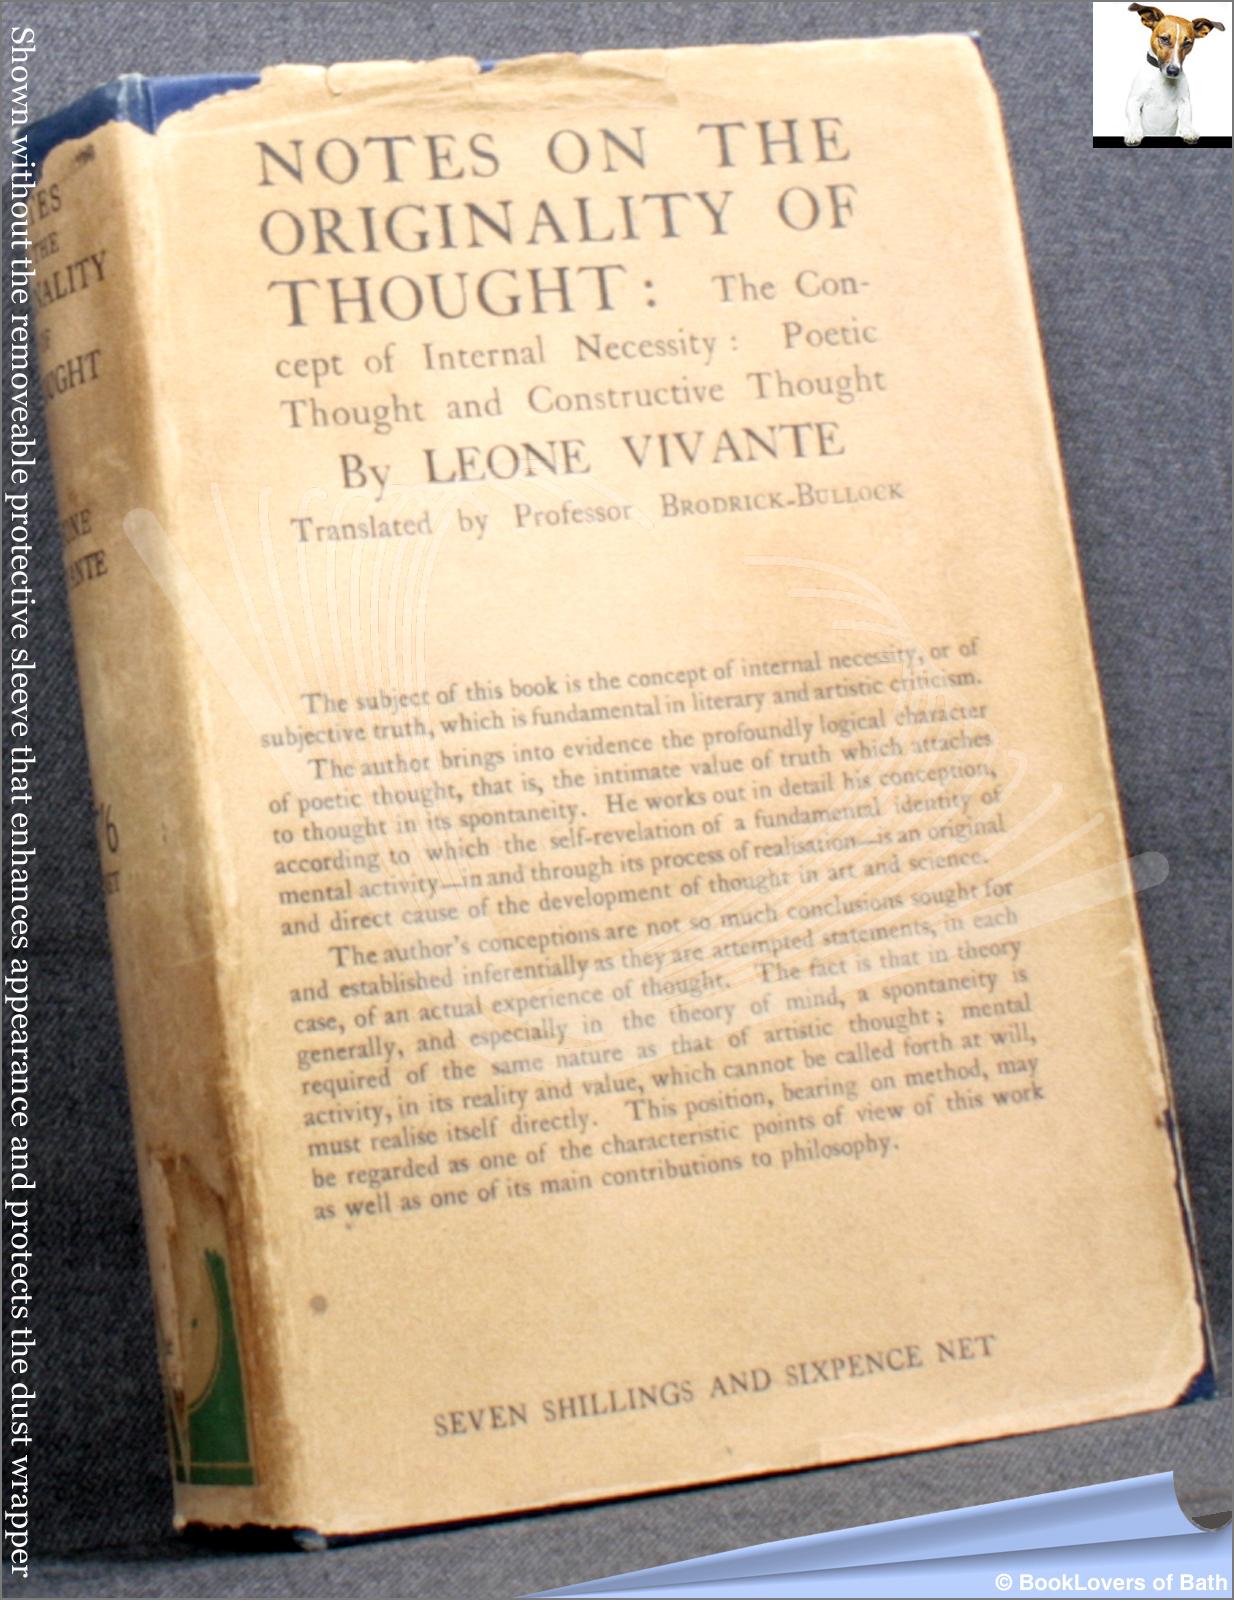 Shown without the removeable protective sleeve that enhances appearance and protects the dust wrapper
NOTES ON THE
ORIGINALITY OF
THOUGHT: The Con-
cept of Internal Necessity: Poetic
Thought and Constructive Thought
By LEONE VIVANTE
Translated by Professor BRODRICK-BULLOCK
The subject of this book is the concept of internal necessity, or of
subjective truth, which is fundamental in literary and artistic criticism.
The author brings into evidence the profoundly logical character
of poetic thought, that is, the intimate value of truth which attaches
to thought in its spontaneity. He works out in detail his conception,
according to which the self-revelation of a fundamental identity of
mental activity—in and through its process of realisation—is an original
and direct cause of the development of thought in art and science.
The author's conceptions are not so much conclusions sought for
and established inferentially as they are attempted statements, in each
case, of an actual experience of thought. The fact is that in theory
generally, and especially in the theory of mind, a spontaneity is
required of the same nature as that of artistic thought; mental
activity, in its reality and value, which cannot be called forth at will,
must realise itself directly. This position, bearing on method, may
be regarded as one of the characteristic points of view of this work
as well as one of its main contributions to philosophy.
SEVEN SHILLINGS AND SIXPENCE NET
© BookLovers of Bath